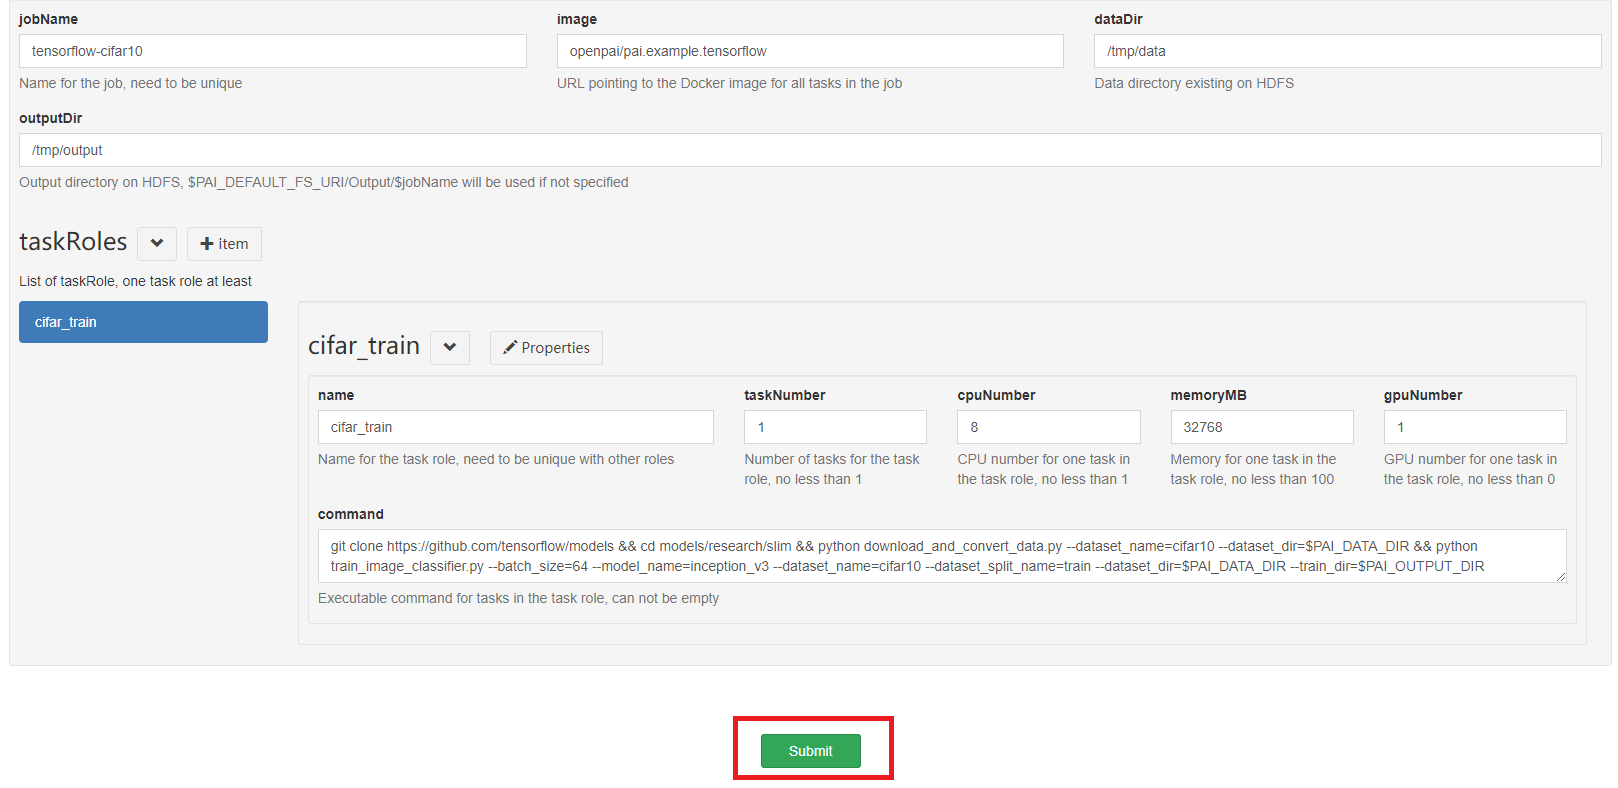 jobName
image
dataDir
tensorflow-cifar10
openpai/pai.example.tensorflow
/tmp/data
Name for the job, need to be unique
URL pointing to the Docker image for all tasks in the job
Data directory existing on HDFS
outputDir
/tmp/output
Output directory on HDFS, $PAI_DEFAULT_FS_URI/Output/$jobName will be used if not specified
taskRoles
item
List of taskRole, one task role at least
cifar_train
cifar_train
Properties
name
taskNumber
cpuNumber
memoryMB
gpuNumber
cifar_train
1
8
32768
1
Name for the task role, need to be unique with other roles
Number of tasks for the task
role, no less than 1
CPU number for one task in
the task role, no less than 1
Memory for one task in the
task role, no less than 100
GPU number for one task in
the task role, no less than 0
command
git clone https://github.com/tensorflow/models && cd models/research/slim && python download_and_convert_data.py --dataset_name=cifar10 --dataset_dir=$PAI_DATA_DIR && python
train_image_classifier.py --batch_size=64 --model_name=inception_v3 --dataset_name=cifar10 --dataset_split_name=train --dataset_dir=$PAI_DATA_DIR --train_dir=$PAI_OUTPUT_DIR
Executable command for tasks in the task role, can not be empty
Submit